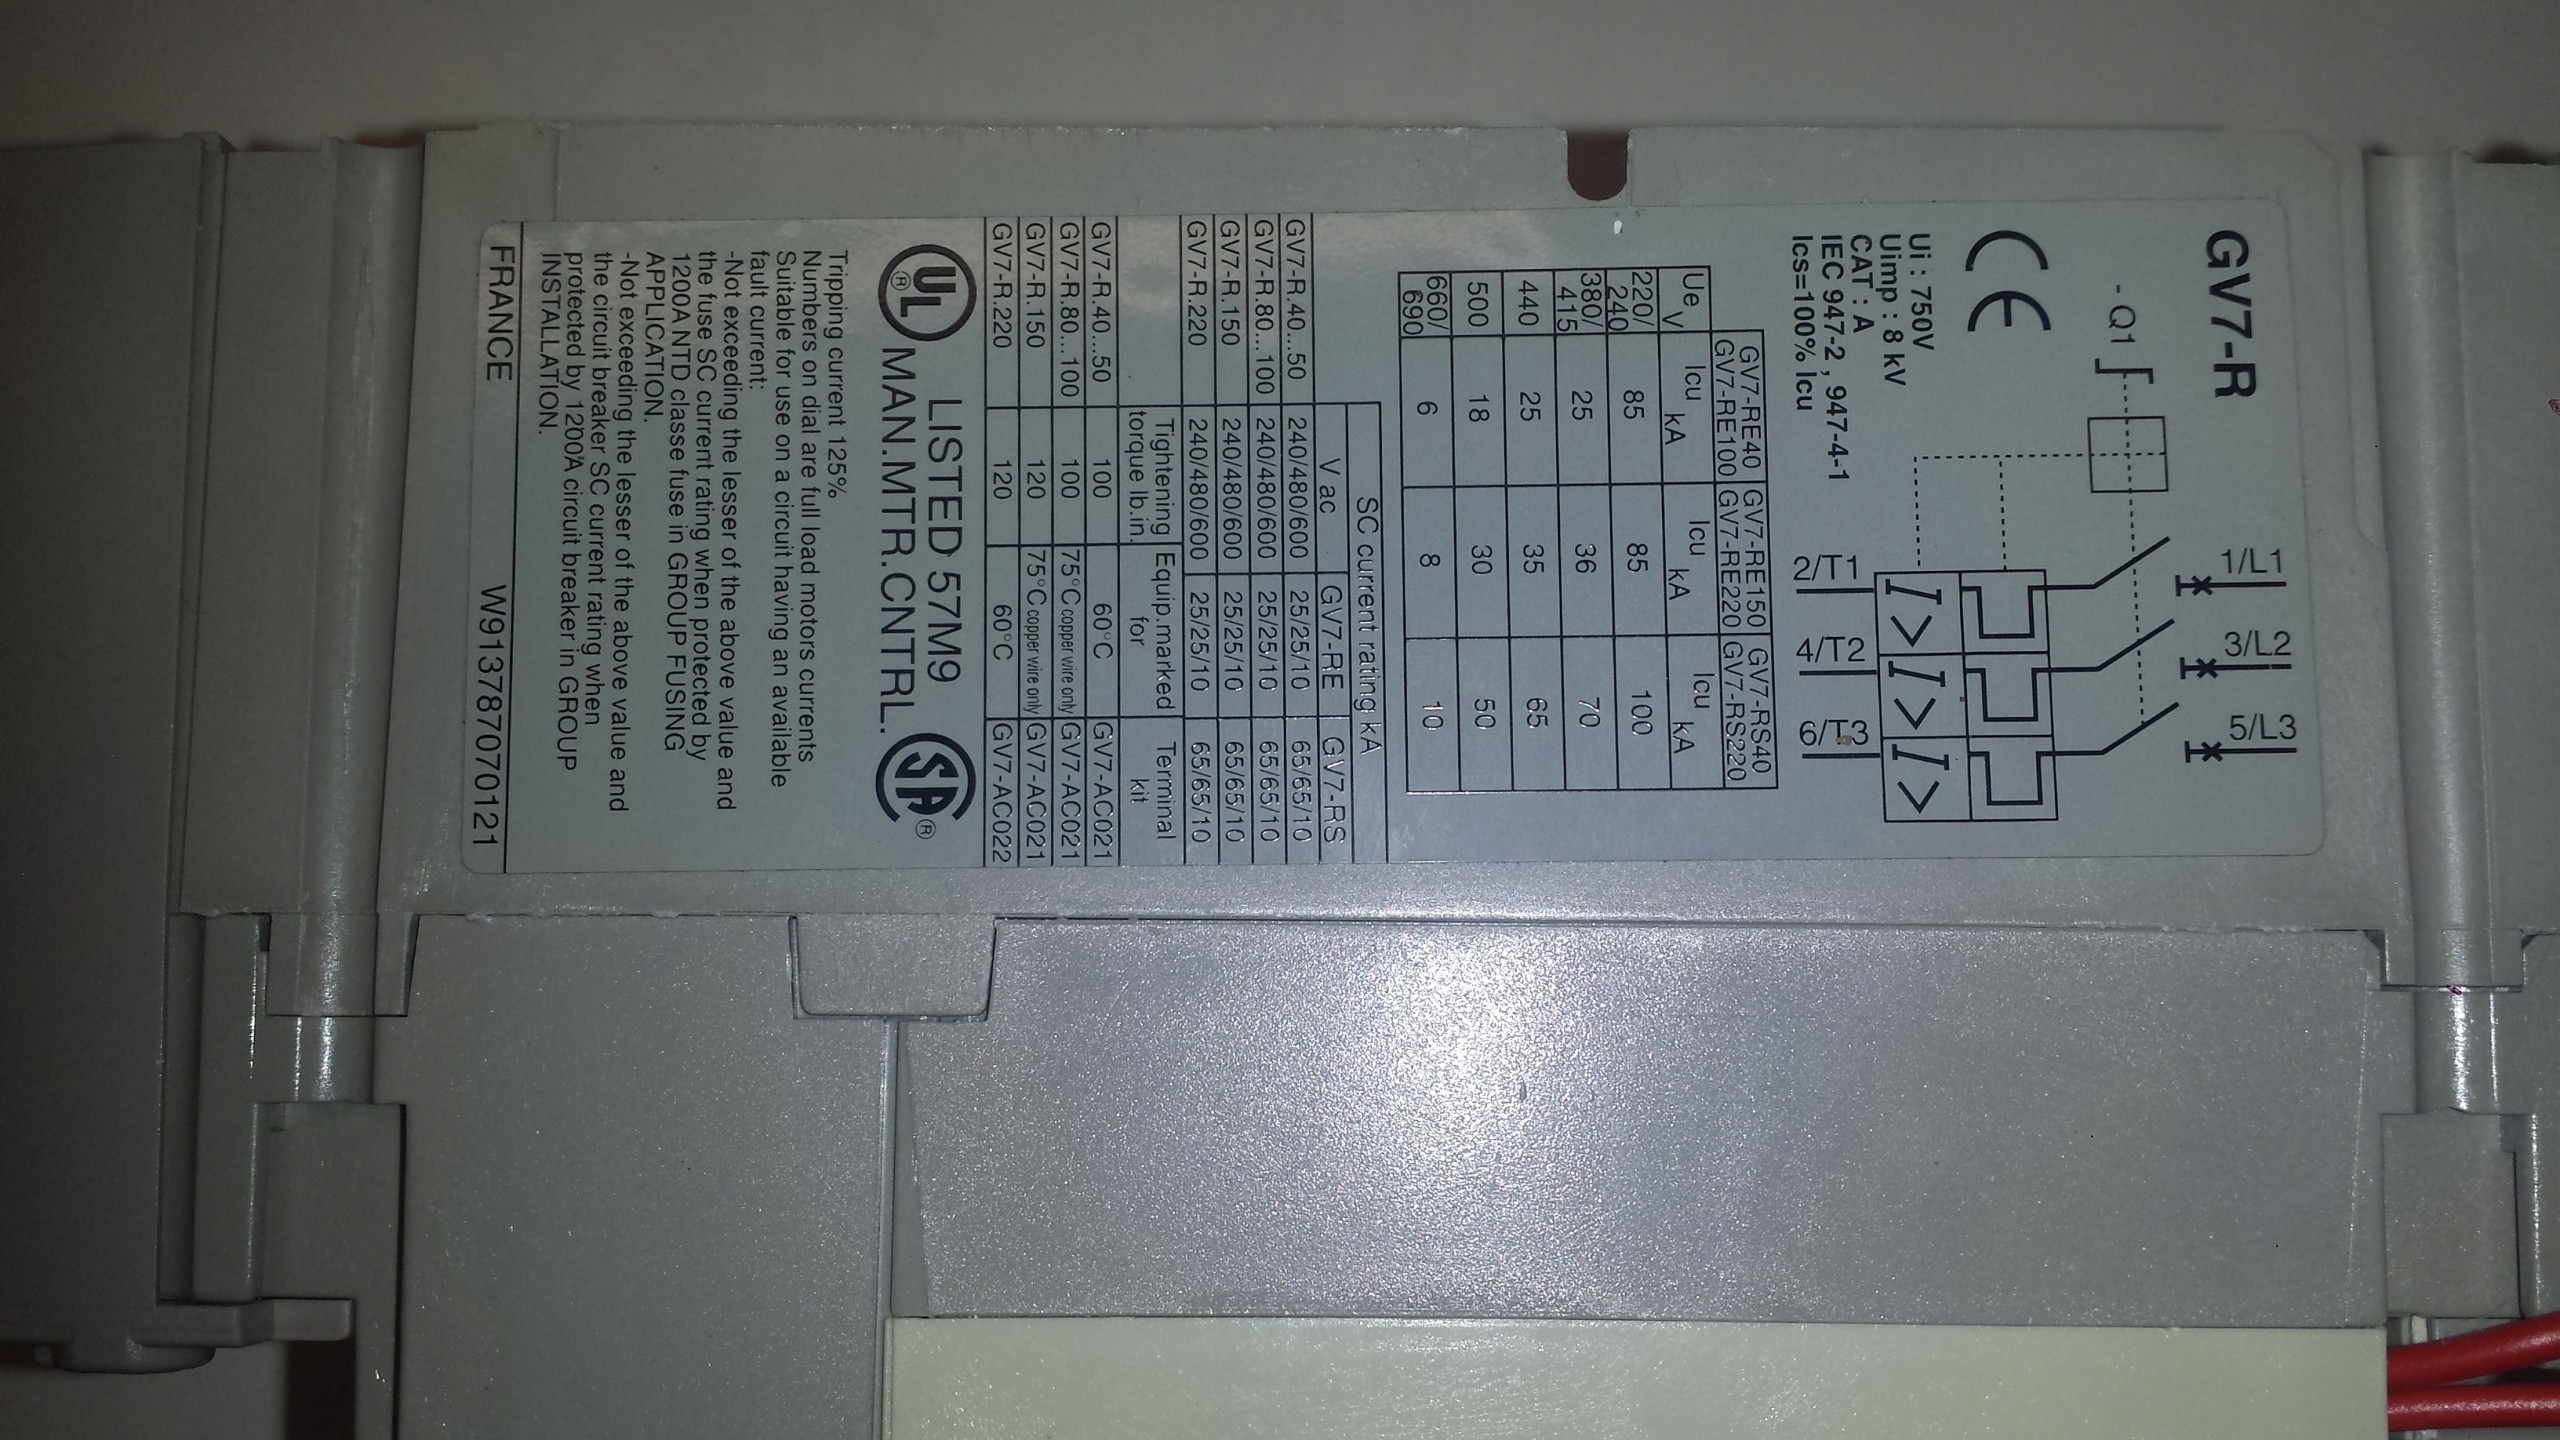 GV7-R
1/L1 3/L2 5/L3
- Q1
CE
I> I> I>
2/T1 4/T2 6/T3
Ui : 750V
Uimp : 8 kV
CAT : A
IEC 947-2 , 947-4-1
Ics=100% Icu
GV7-RE40 GV7-RE150 GV7-RS40
GV7-RE100 GV7-RE220 GV7-RS220
Ue V Icu kA Icu kA Icu kA
220/240 85 85 100
380/415 25 36 70
440 25 35 65
500 18 30 50
660/690 6 8 10
SC current rating kA
V ac GV7-RE GV7-RS
GV7-R.40...50 240/480/600 25/25/10 65/65/10
GV7-R.80...100 240/480/600 25/25/10 65/65/10
GV7-R.150 240/480/600 25/25/10 65/65/10
GV7-R.220 240/480/600 25/25/10 65/65/10
Tightening torque lb.in. Equip.marked for Terminal kit
GV7-R.40...50 100 60°C GV7-AC021
GV7-R.80...100 100 75°C copper wire only GV7-AC021
GV7-R.150 120 75°C copper wire only GV7-AC021
GV7-R.220 120 60°C GV7-AC022
UL ® LISTED 57M9 SA ®
MAN.MTR.CNTRL.
Tripping current 125%
Numbers on dial are full load motors currents
Suitable for use on a circuit having an available
fault current:
-Not exceeding the lesser of the above value and
the fuse SC current rating when protected by
1200A NTD classe fuse in GROUP FUSING
APPLICATION.
-Not exceeding the lesser of the above value and
the circuit breaker SC current rating when
protected by 1200A circuit breaker in GROUP
INSTALLATION.
FRANCE W913787070121